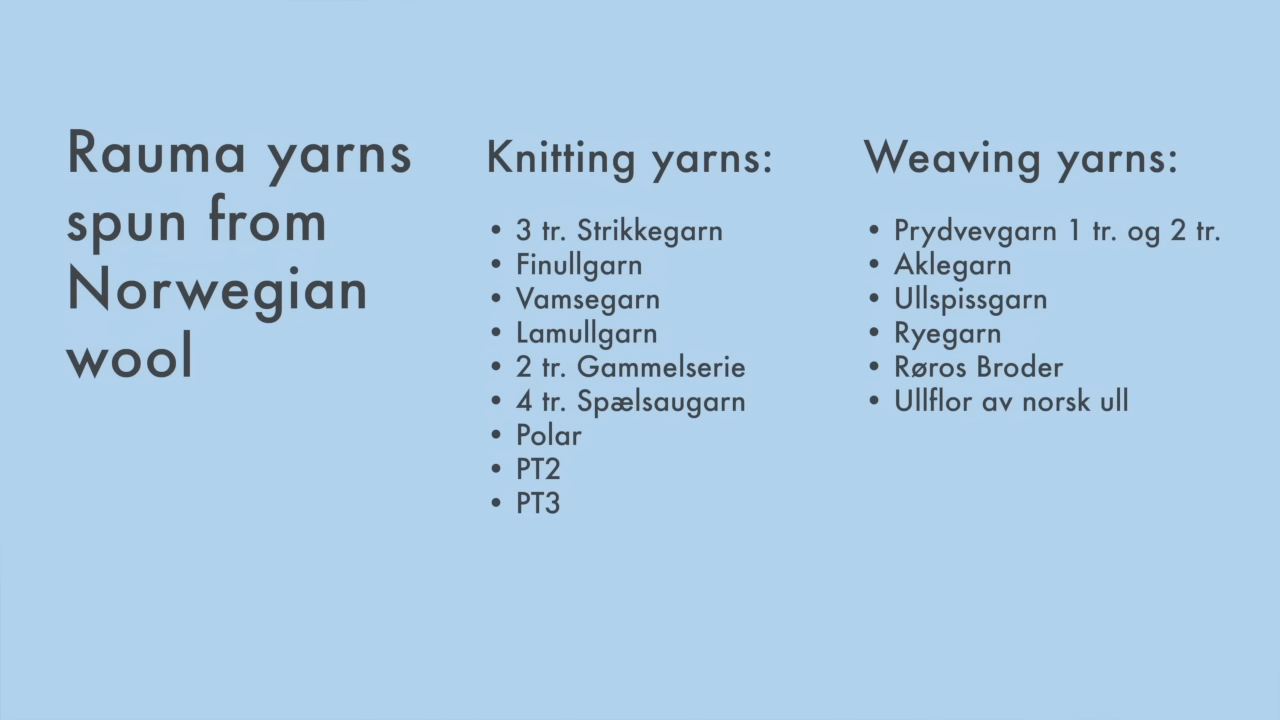 Rauma yarns
spun from
Norwegian
wool
Knitting yarns:
• 3 tr. Strikkegarn
• Finullgarn
• Vamsegarn
• Lamullgarn
• 2 tr. Gammelserie
• 4 tr. Spælsaugarn
• Polar
• PT2
• PT3
Weaving yarns:
• Prydvevgarn 1 tr. og 2 tr.
• Aklegarn
• Ullspissgarn
• Ryegarn
• Røros Broder
• Ullflor av norsk ull